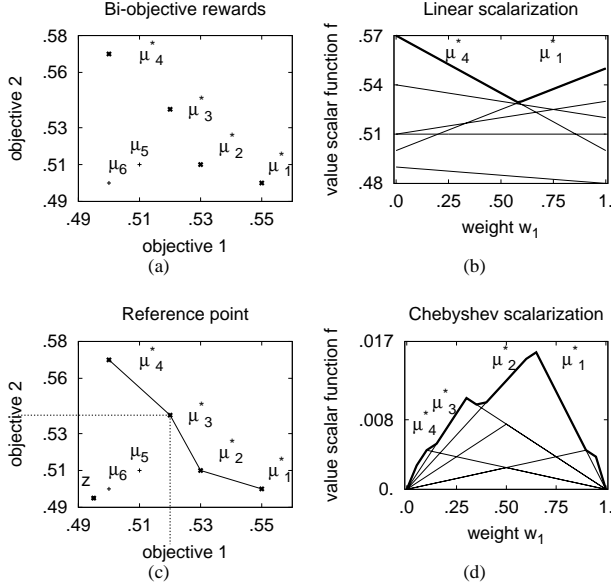 Bi-objective rewards
objective 2
.58
.56
.53
.51
.49
μ*4
μ*3
μ*2
μ*1
μ5
μ6
.49 .51 .53 .55
objective 1
(a)
Linear scalarization
value scalar function f
.57
.54
.51
.48
μ*4
μ*1
.0 .25 .50 .75 1.
weight w1
(b)
Reference point
objective 2
.58
.56
.54
.53
.51
.49
μ*4
μ*3
μ*2
μ*1
μ5
μ6
z
.49 .51 .53 .55
objective 1
(c)
Chebyshev scalarization
value scalar function f
.017
.008
0.
μ*4
μ*3
μ*2
μ*1
.0 .25 .50 .75 1.
weight w1
(d)